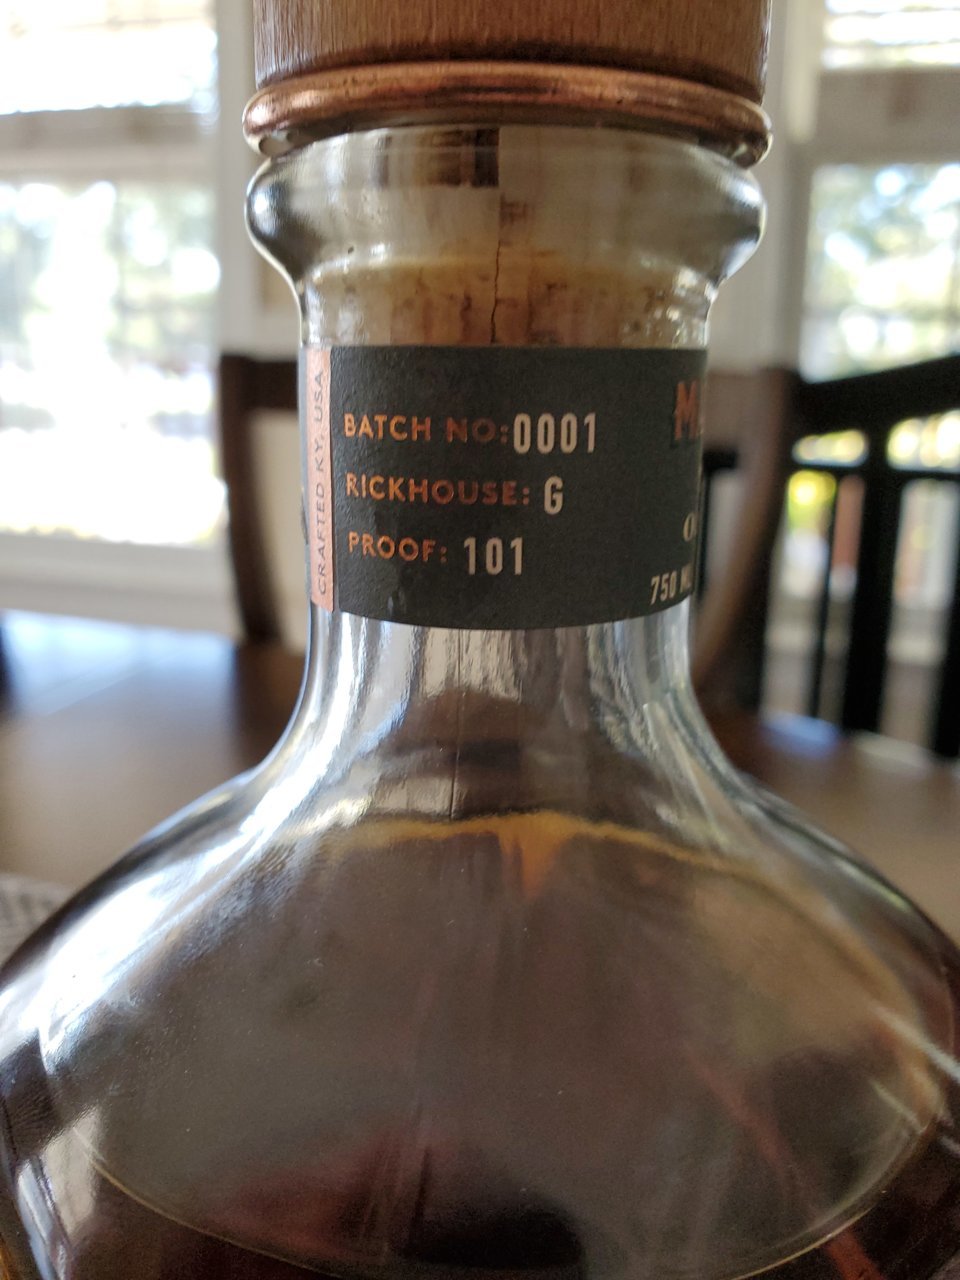 CRAFTED KY, USA
BATCH NO: 0001
RICKHOUSE: G
PROOF: 101
750 ML